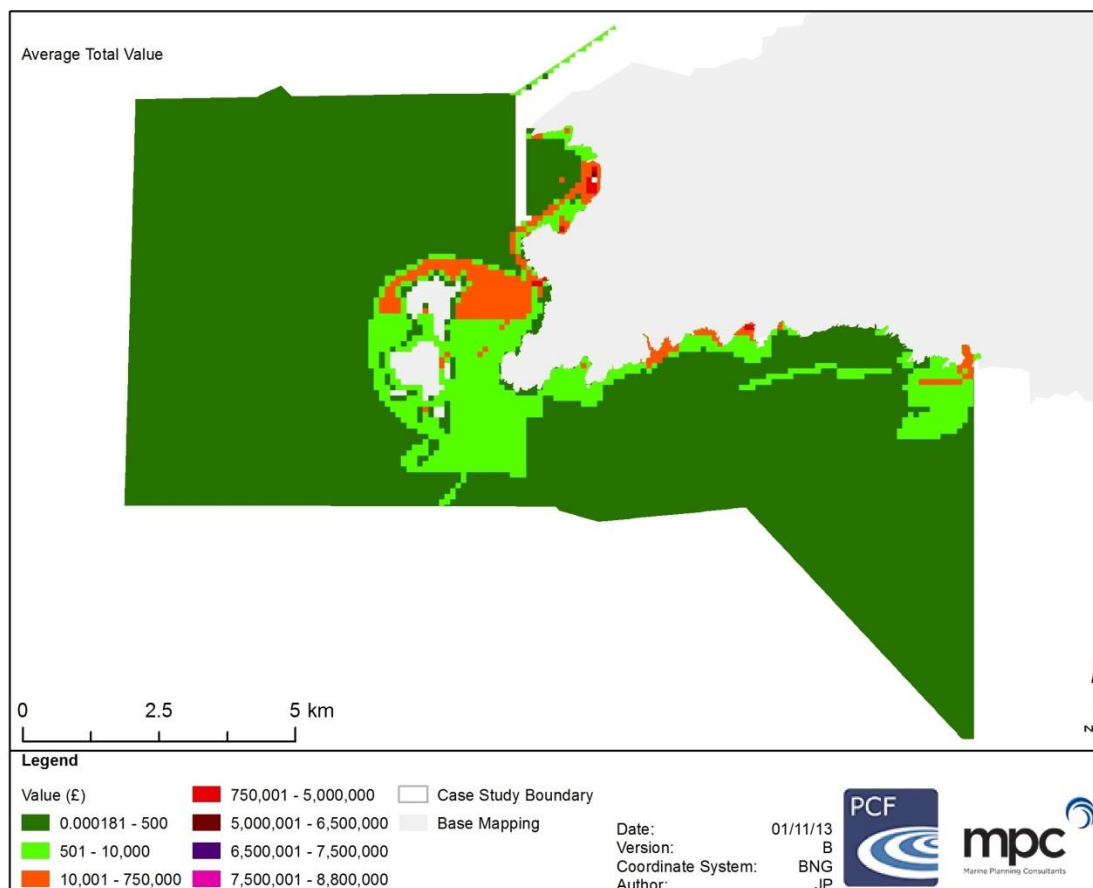 Average Total Value
0 2.5 5 km
z
Legend
Value (£)
0.000181 - 500
501 - 10,000
10,001 - 750,000
750,001 - 5,000,000
5,000,001 - 6,500,000
6,500,001 - 7,500,000
7,500,001 - 8,800,000
Case Study Boundary
Base Mapping
Date: 01/11/13
Version: B
Coordinate System: BNG
Author: JP
PCF
mpc
Marine Planning Consultants